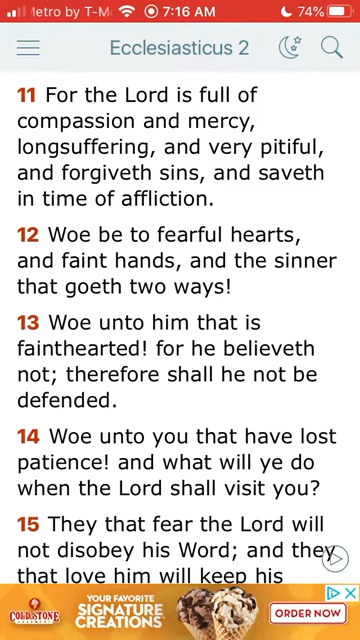 Metro by T-M
7:16 AM
74%
Ecclesiasticus 2
11 For the Lord is full of
compassion and mercy,
longsuffering, and very pitiful,
and forgiveth sins, and saveth
in time of affliction.
12 Woe be to fearful hearts,
and faint hands, and the sinner
that goeth two ways!
13 Woe unto him that is
fainthearted! for he believeth
not; therefore shall he not be
defended.
14 Woe unto you that have lost
patience! and what will ye do
when the Lord shall visit you?
15 They that fear the Lord will
not disobey his Word; and they
that love him will keep his
COLDSTONE
YOUR FAVORITE
SIGNATURE
CREATIONS™
ORDER NOW